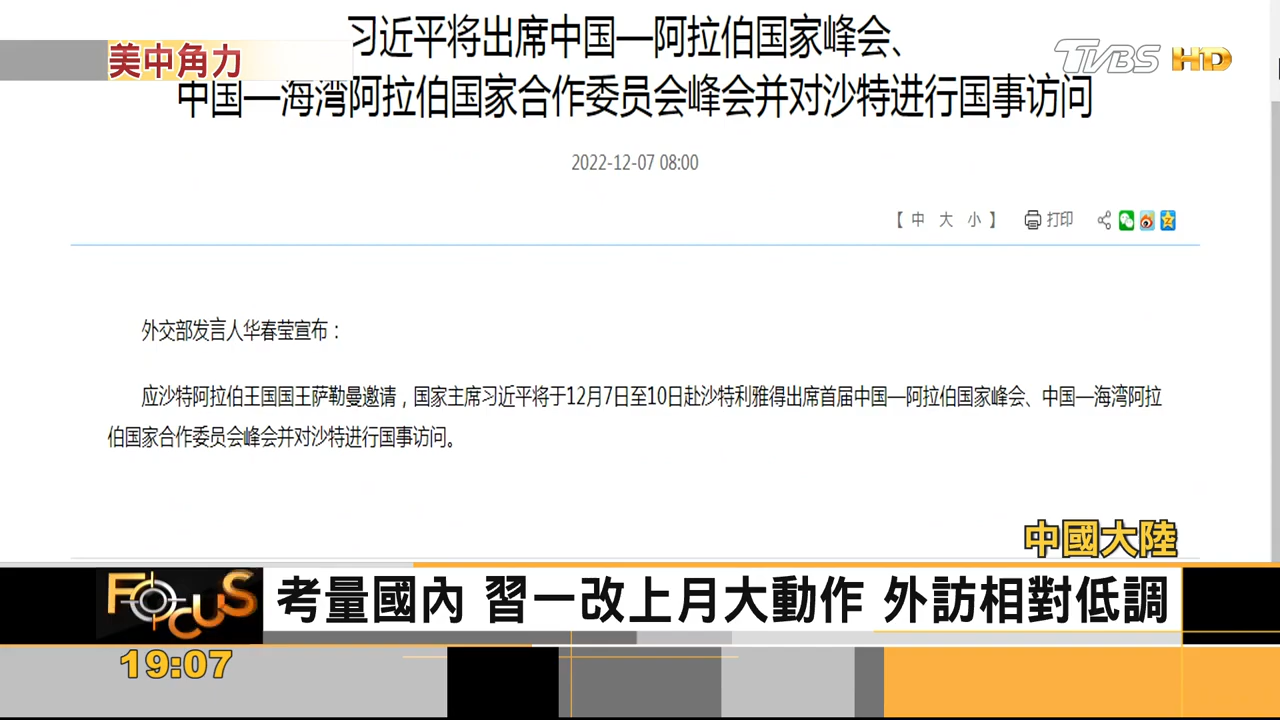 习近平将出席中国—阿拉伯国家峰会、
美中角力
TVBS HD
中国—海湾阿拉伯国家合作委员会峰会并对沙特进行国事访问
2022-12-07 08:00
【 中 大 小 】 打印
外交部发言人华春莹宣布：
应沙特阿拉伯王国国王萨勒曼邀请，国家主席习近平将于12月7日至10日赴沙特利雅得出席首届中国—阿拉伯国家峰会、中国—海湾阿拉
伯国家合作委员会峰会并对沙特进行国事访问。
中國大陸
FOCUS
考量國內 習一改上月大動作 外訪相對低調
19:07